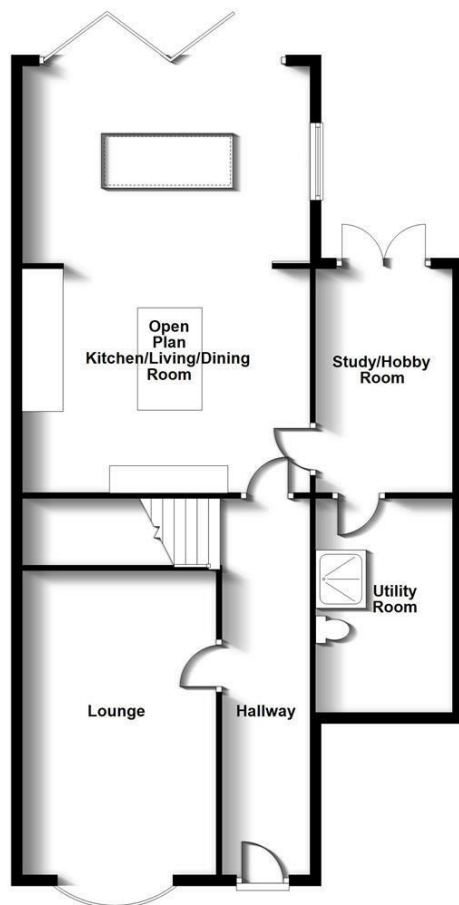 Open
Plan
Kitchen/Living/Dining
Room
Study/Hobby
Room
Utility
Room
Lounge
Hallway